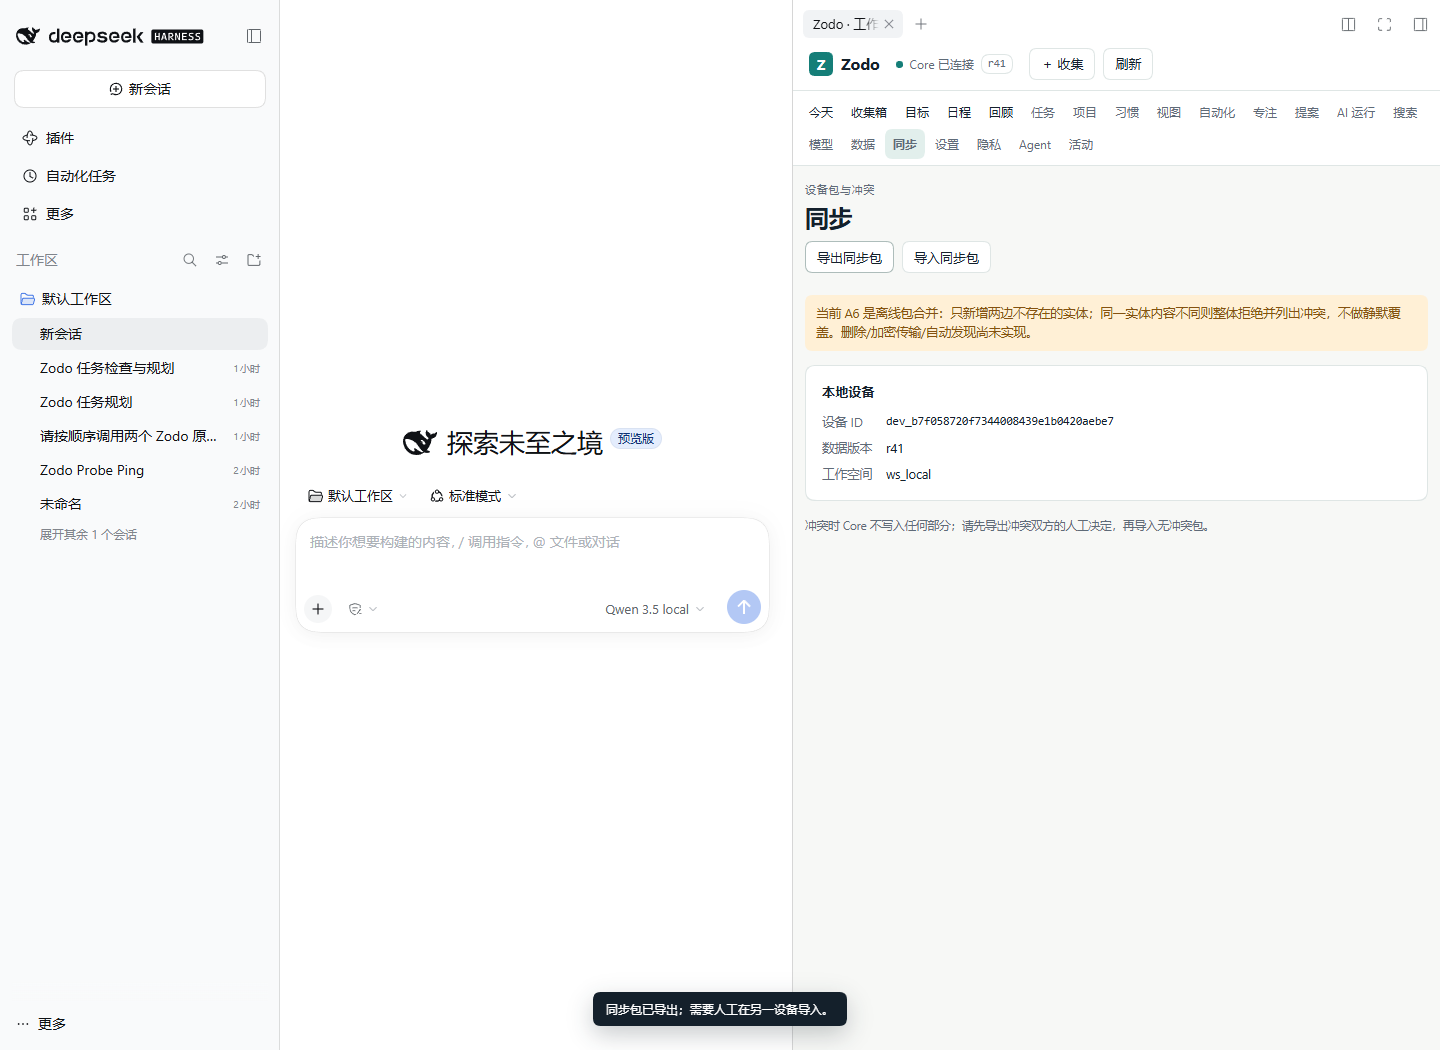 deepseek HARNESS
新会话
插件
自动化任务
更多
工作区
默认工作区
新会话
Zodo 任务检查与规划 1小时
Zodo 任务规划 1小时
请按顺序调用两个 Zodo 原... 1小时
Zodo Probe Ping 2小时
未命名 2小时
展开其余 1 个会话
... 更多
探索未至之境 预览版
默认工作区 标准模式
描述你想要构建的内容, / 调用指令, @ 文件或对话
Qwen 3.5 local
Zodo · 工作
Z Zodo Core 已连接 r41 + 收集 刷新
今天 收集箱 目标 日程 回顾 任务 项目 习惯 视图 自动化 专注 提案 AI 运行 搜索
模型 数据 同步 设置 隐私 Agent 活动
设备包与冲突
同步
导出同步包 导入同步包
当前 A6 是离线包合并：只新增两边不存在的实体；同一实体内容不同则整体拒绝并列出冲突，不做静默覆
盖。删除/加密传输/自动发现尚未实现。
本地设备
设备 ID dev_b7f058720f7344008439e1b0420aebe7
数据版本 r41
工作空间 ws_local
冲突时 Core 不写入任何部分；请先导出冲突双方的人工决定，再导入无冲突包。
同步包已导出；需要人工在另一设备导入。